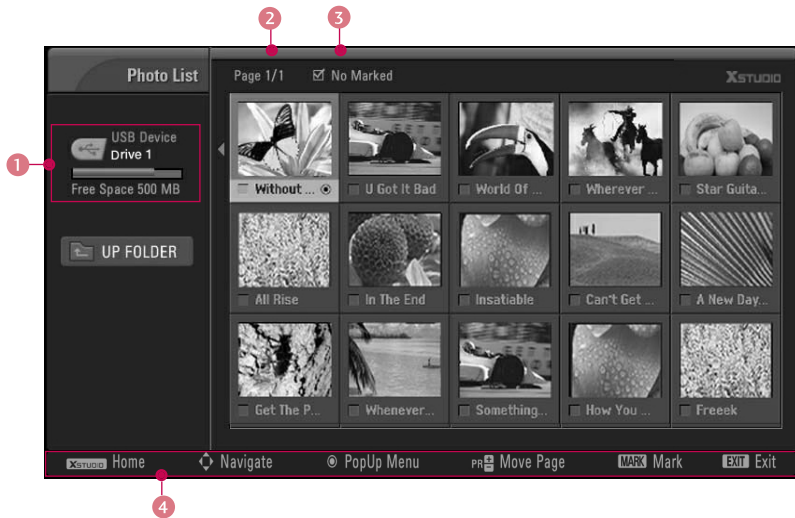 2 3
Photo List Page 1/1 No Marked XSTUDIO
1
USB Device
Drive 1
Free Space 500 MB
UP FOLDER
Without ... U Got It Bad World Of ... Wherever ... Star Guita...
All Rise In The End Insatiable Can't Get ... A New Day...
Get The P... Whenever... Something... How You ... Freeek
XSTUDIO Home Navigate PopUp Menu PR + - Move Page MARK Mark EXIT Exit
4